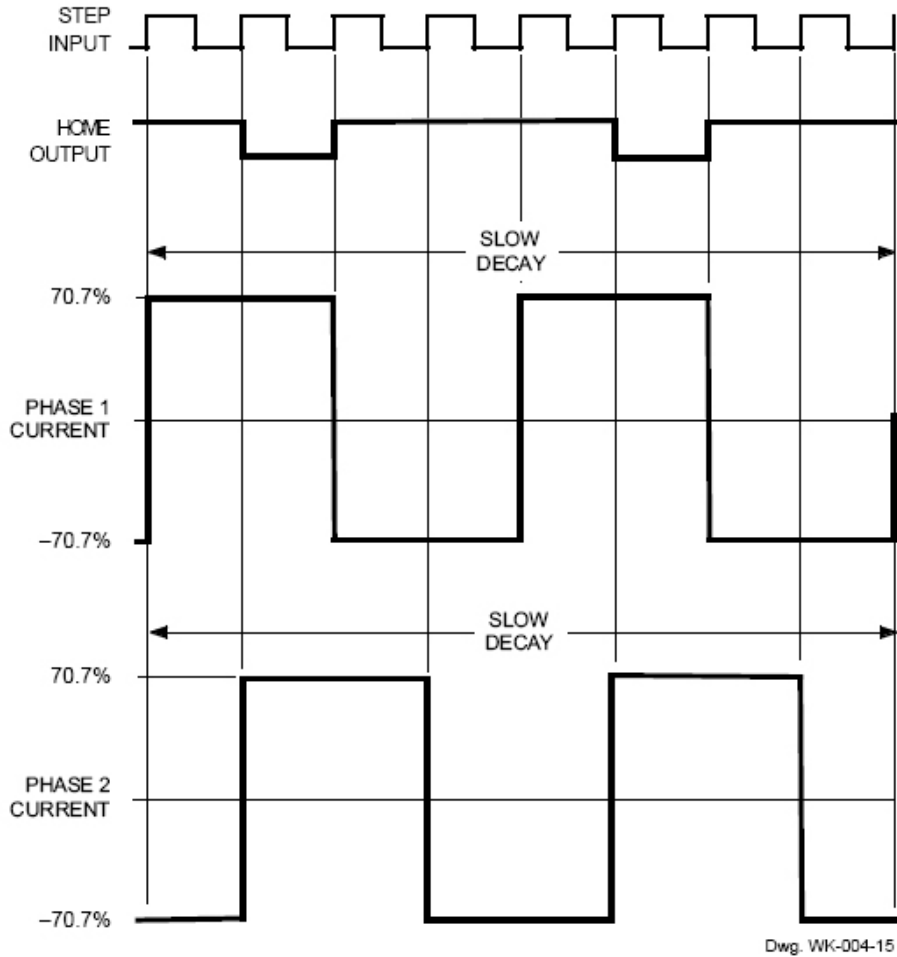 STEP
INPUT
HOME
OUTPUT
SLOW
DECAY
70.7%
PHASE 1
CURRENT
–70.7%
SLOW
DECAY
70.7%
PHASE 2
CURRENT
–70.7%
Dwg. WK-004-15